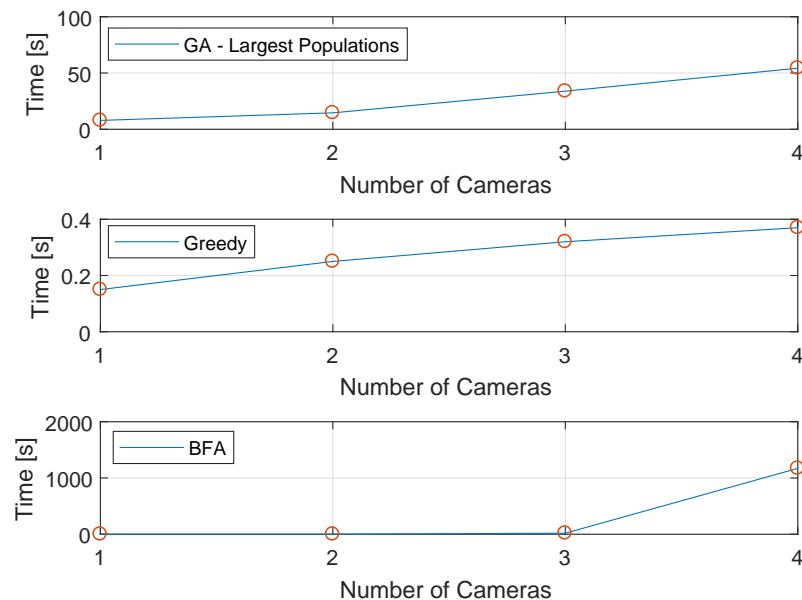 100
50
0
Time [s]
GA - Largest Populations
1 2 3 4
Number of Cameras
0.4
0.2
0
Time [s]
Greedy
1 2 3 4
Number of Cameras
2000
1000
0
Time [s]
BFA
1 2 3 4
Number of Cameras